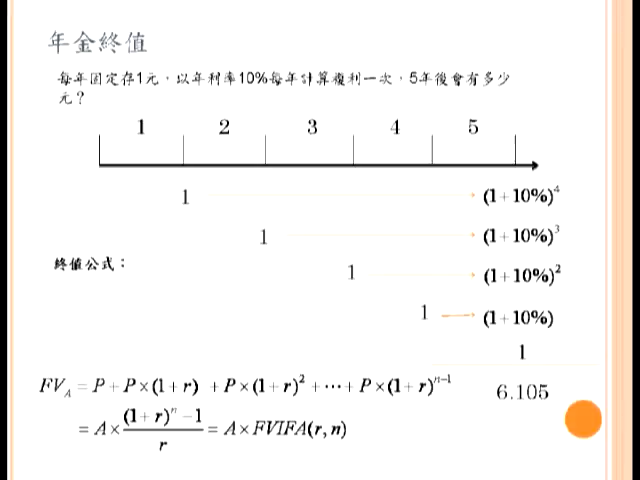 年金終值
每年固定存1元，以年利率10%每年計算複利一次，5年後會有多少
元？
1 2 3 4 5
1 (1+10%)^4
1 (1+10%)^3
終值公式：
1 (1+10%)^2
1 (1+10%)
1
FV_A = P + P×(1+r) + P×(1+r)^2 + ⋯ + P×(1+r)^{n−1}
6.105
= A× \frac{(1+r)^n −1}{r} = A×FVIFA(r, n)